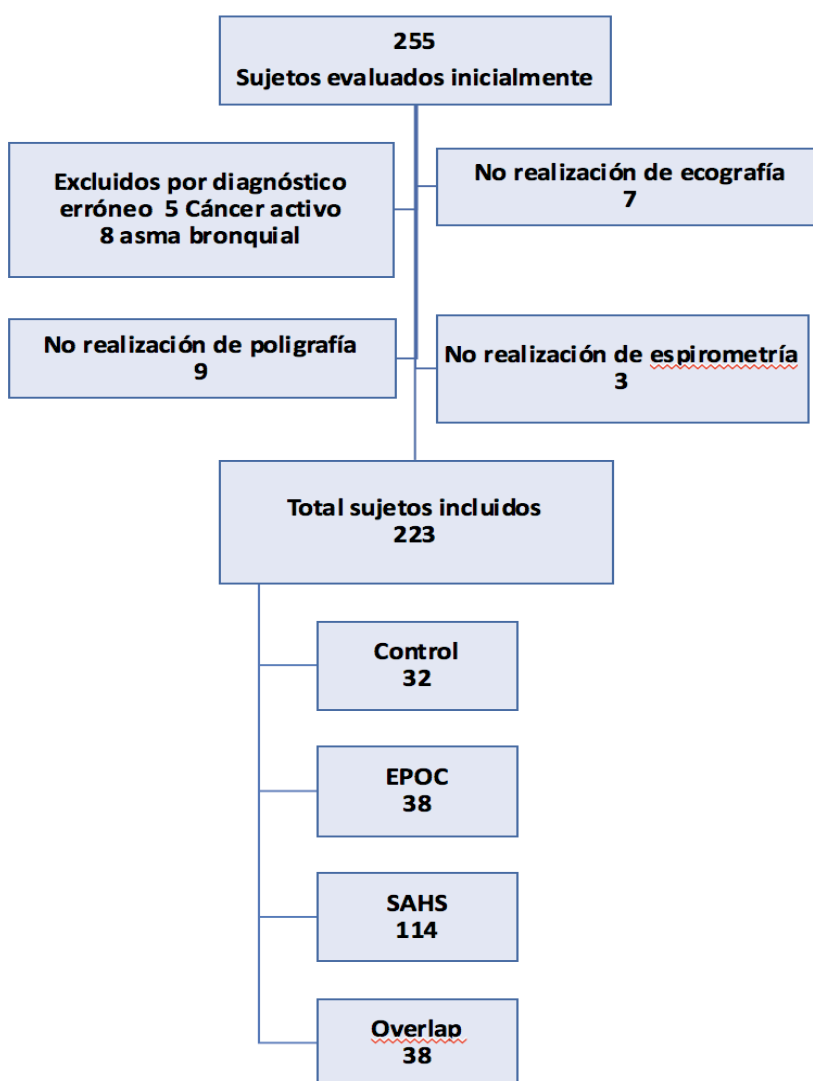 255
Sujetos evaluados inicialmente
Excluidos por diagnóstico
erróneo 5 Cáncer activo
8 asma bronquial
No realización de ecografía
7
No realización de poligrafía
9
No realización de espirometría
3
Total sujetos incluidos
223
Control
32
EPOC
38
SAHS
114
Overlap
38